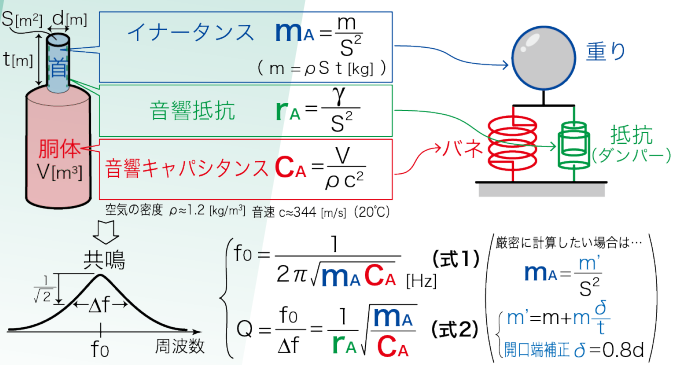 S[m²] d[m]
t[m]
首
胴体
V[m³]
イナータンス mA = m/S²
( m = ρ S t [kg] )
音響抵抗 rA = γ/S²
音響キャパシタンス CA = V/ρc²
空気の密度 ρ≈1.2 [kg/m³] 音速 c≈344 [m/s] (20℃)
重り
バネ
抵抗
(ダンパー)
共鳴
1/√2
Δf
f₀
周波数
f₀ = 1/2π√mACA [Hz] (式1)
Q = f₀/Δf = 1/rA √mA/CA (式2)
厳密に計算したい場合は…
mA = m'/S²
m' = m + m δ/t
開口端補正 δ = 0.8d